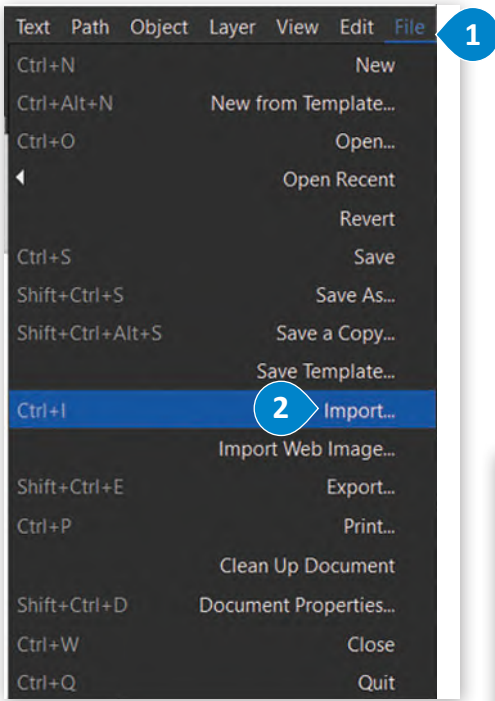 Text Path Object Layer View Edit File 1
Ctrl+N New
Ctrl+Alt+N New from Template...
Ctrl+O Open...
Open Recent
Revert
Ctrl+S Save
Shift+Ctrl+S Save As...
Shift+Ctrl+Alt+S Save a Copy...
Save Template...
Ctrl+I 2 Import...
Import Web Image...
Shift+Ctrl+E Export...
Ctrl+P Print...
Clean Up Document
Shift+Ctrl+D Document Properties...
Ctrl+W Close
Ctrl+Q Quit